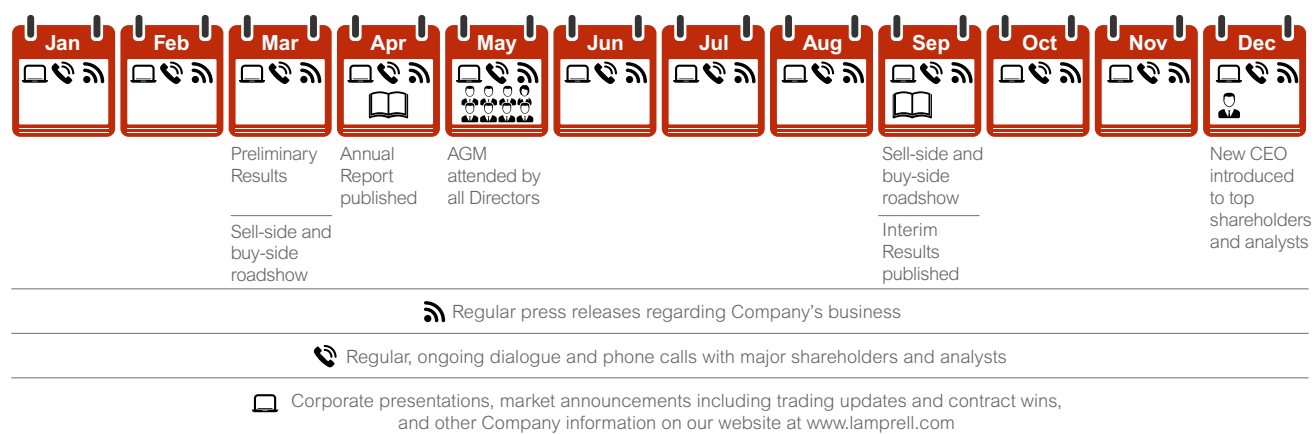 Jan
Feb
Mar
Apr
May
Jun
Jul
Aug
Sep
Oct
Nov
Dec
Preliminary
Results
Sell-side and
buy-side
roadshow
Annual
Report
published
AGM
attended by
all Directors
Sell-side and
buy-side
roadshow
Interim
Results
published
New CEO
introduced
to top
shareholders
and analysts
Regular press releases regarding Company’s business
Regular, ongoing dialogue and phone calls with major shareholders and analysts
Corporate presentations, market announcements including trading updates and contract wins,
and other Company information on our website at www.lamprell.com